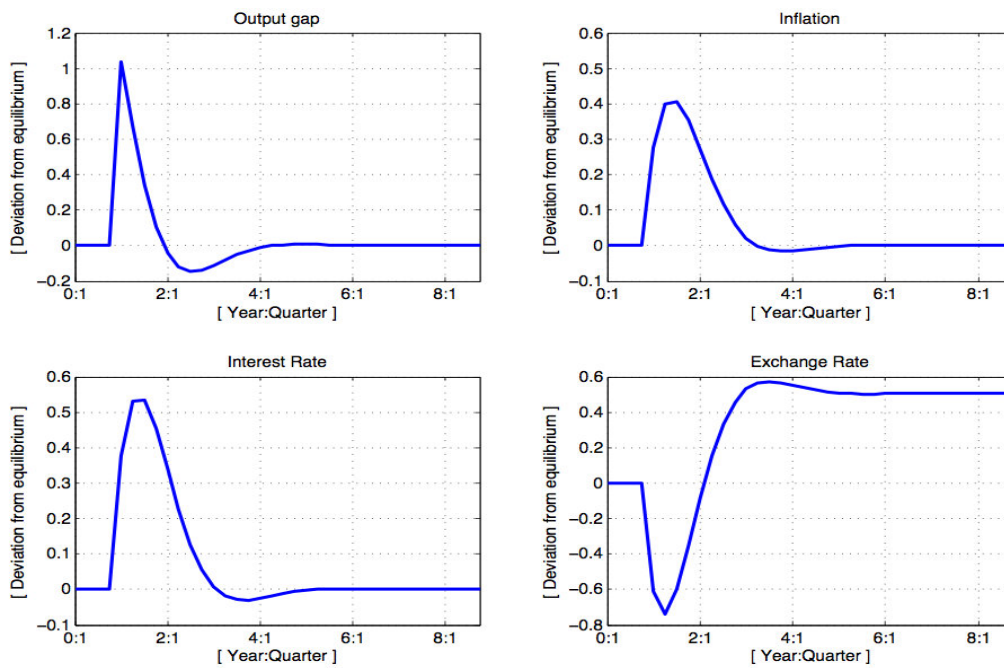 Output gap
[ Deviation from equilibrium ]
1.2
1
0.8
0.6
0.4
0.2
0
−0.2
0:1 2:1 4:1 6:1 8:1
[ Year:Quarter ]
Inflation
[ Deviation from equilibrium ]
0.6
0.5
0.4
0.3
0.2
0.1
0
−0.1
0:1 2:1 4:1 6:1 8:1
[ Year:Quarter ]
Interest Rate
[ Deviation from equilibrium ]
0.6
0.5
0.4
0.3
0.2
0.1
0
−0.1
0:1 2:1 4:1 6:1 8:1
[ Year:Quarter ]
Exchange Rate
[ Deviation from equilibrium ]
0.6
0.4
0.2
0
−0.2
−0.4
−0.6
−0.8
0:1 2:1 4:1 6:1 8:1
[ Year:Quarter ]